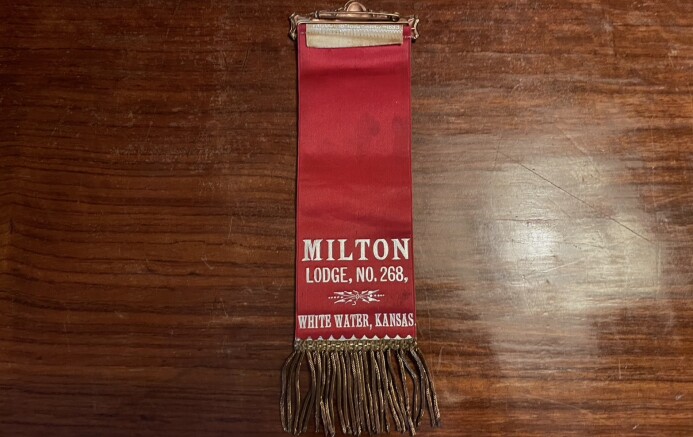 MILTON
LODGE, NO. 268,
WHITE WATER, KANSAS.